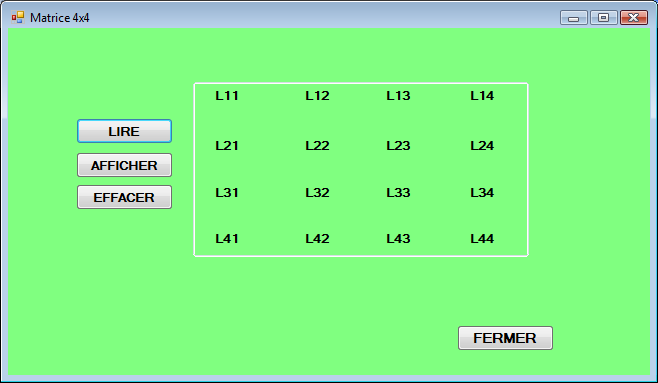 Matrice 4x4
L11 L12 L13 L14
LIRE
L21 L22 L23 L24
AFFICHER
EFFACER
L31 L32 L33 L34
L41 L42 L43 L44
FERMER